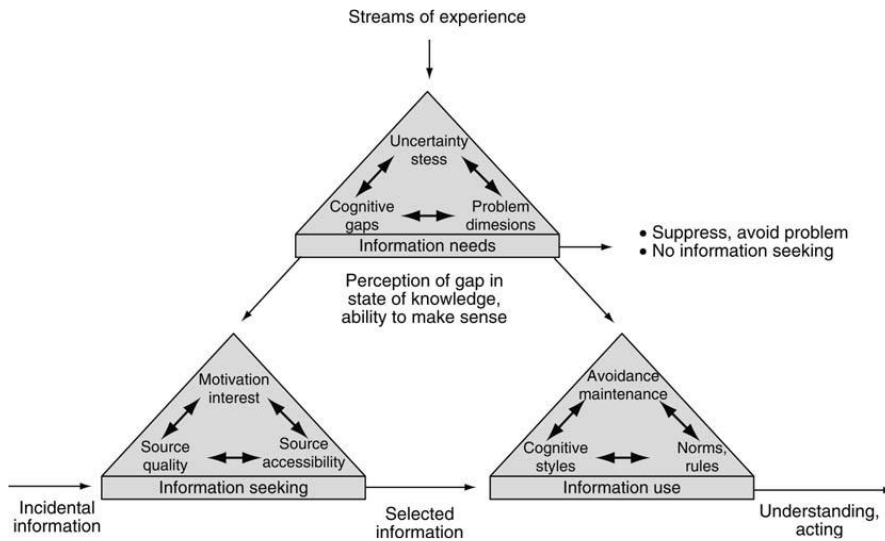 Streams of experience
Uncertainty
stess
Cognitive
gaps
Problem
dimesions
Information needs
• Suppress, avoid problem
• No information seeking
Perception of gap in
state of knowledge,
ability to make sense
Motivation
interest
Source
quality
Source
accessibility
Information seeking
Avoidance
maintenance
Cognitive
styles
Norms,
rules
Information use
Incidental
information
Selected
information
Understanding,
acting